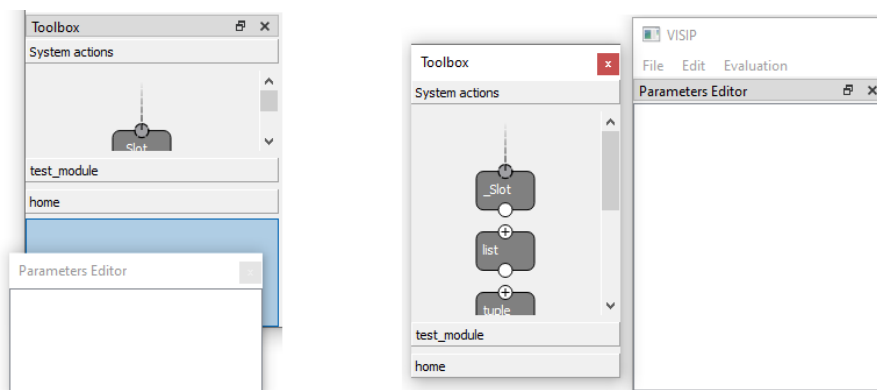 Toolbox
System actions
Slot
test_module
home
Parameters Editor
Toolbox
System actions
_Slot
list
tuple
test_module
home
VISIP
File Edit Evaluation
Parameters Editor